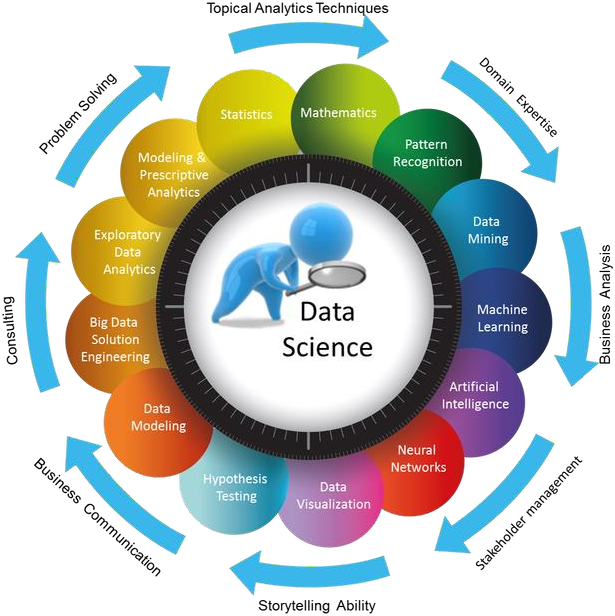 Topical Analytics Techniques
Domain Expertise
Business Analysis
Stakeholder management
Storytelling Ability
Business Communication
Consulting
Problem Solving
Statistics
Mathematics
Pattern
Recognition
Data
Mining
Machine
Learning
Artificial
Intelligence
Neural
Networks
Data
Visualization
Hypothesis
Testing
Data
Modeling
Big Data
Solution
Engineering
Exploratory
Data
Analytics
Modeling &
Prescriptive
Analytics
Data
Science